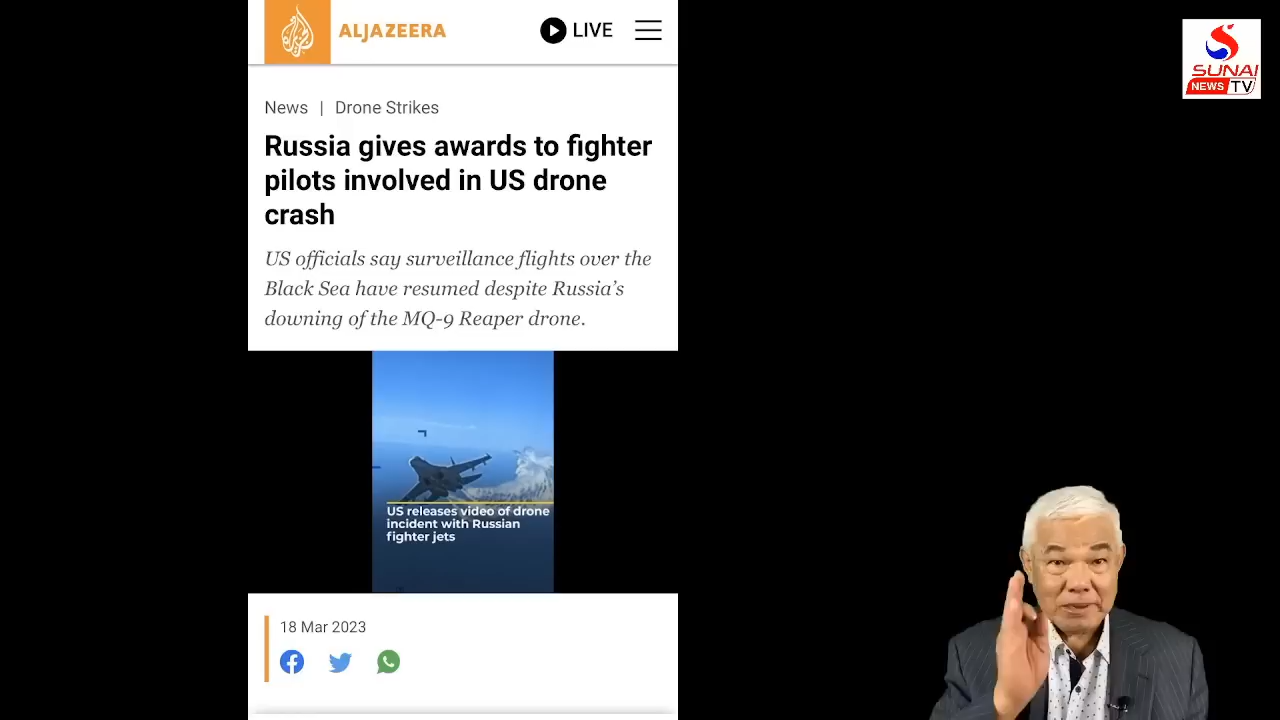 ALJAZEERA
LIVE
SUNAI
NEWS TV
News | Drone Strikes
Russia gives awards to fighter
pilots involved in US drone
crash
US officials say surveillance flights over the
Black Sea have resumed despite Russia’s
downing of the MQ-9 Reaper drone.
US releases video of drone
incident with Russian
fighter jets
18 Mar 2023